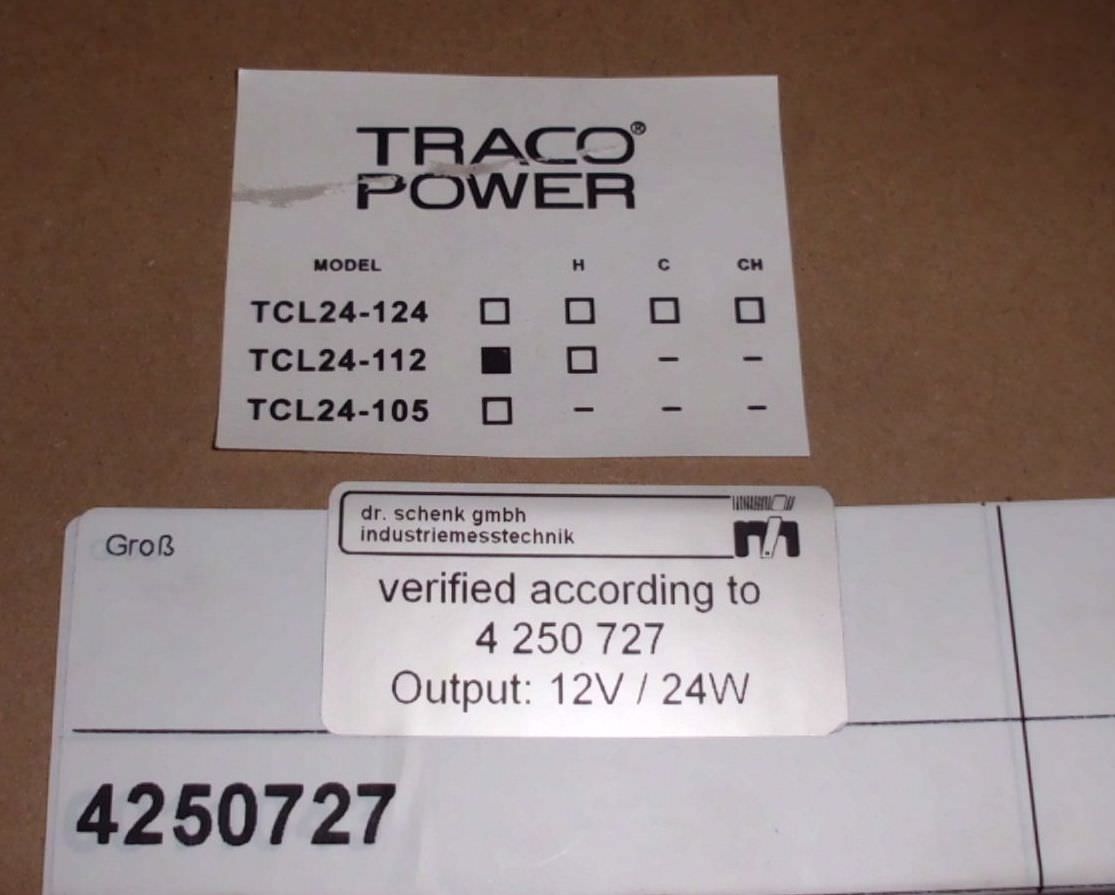 TRACO®
POWER
MODEL H C CH
TCL24-124 □ □ □ □
TCL24-112 ■ □ – –
TCL24-105 □ – – –
Groß
dr. schenk gmbh
industriemesstechnik
verified according to
4 250 727
Output: 12V / 24W
4250727